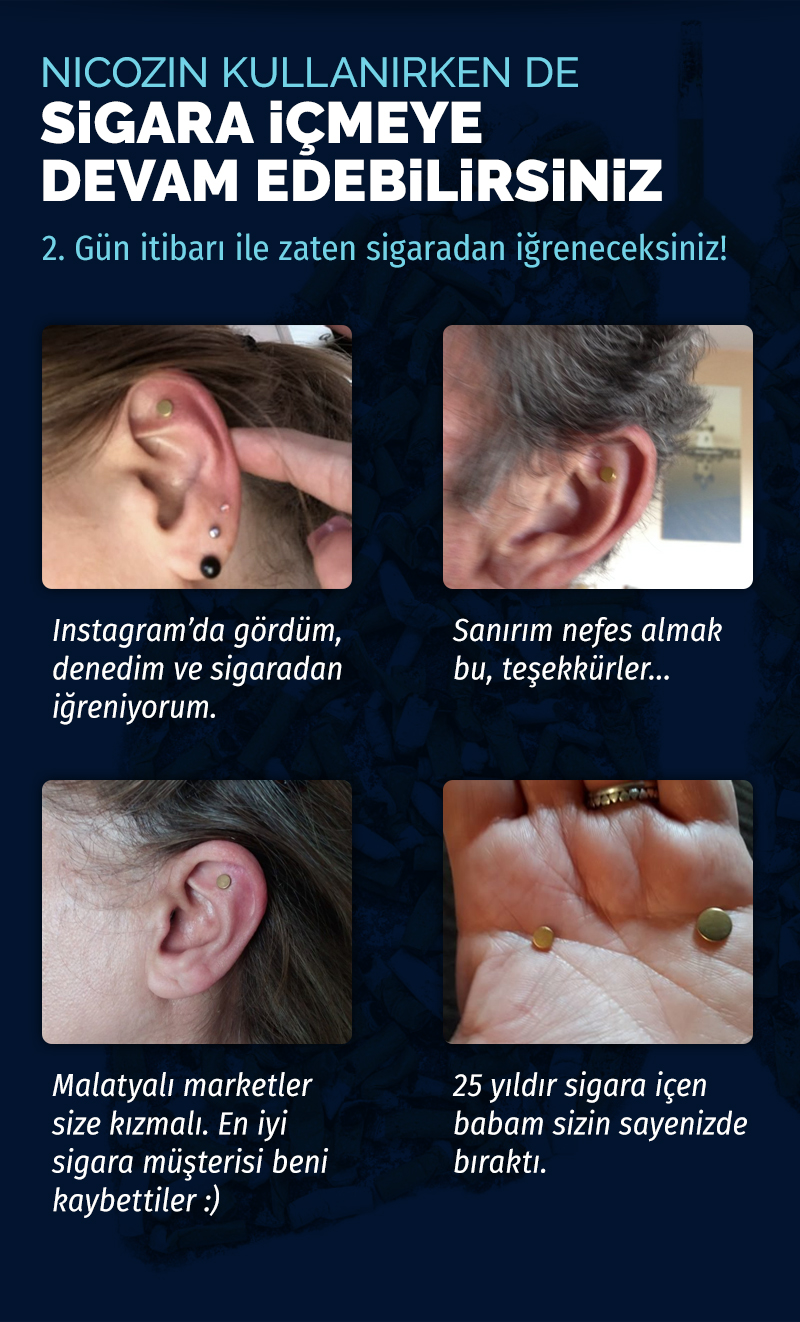 NICOZIN KULLANIRKEN DE
SİGARA İÇMEYE
DEVAM EDEBİLİRSİNİZ
2. Gün itibarı ile zaten sigaradan iğreneceksiniz!
Instagram’da gördüm,
denedim ve sigaradan
iğreniyorum.
Sanırım nefes almak
bu, teşekkürler...
Malatyalı marketler
size kızmalı. En iyi
sigara müşterisi beni
kaybettiler :)
25 yıldır sigara içen
babam sizin sayenizde
bıraktı.